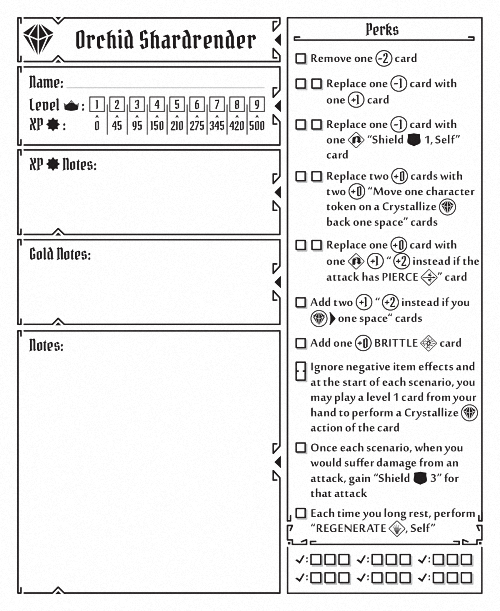 Orchid Shardrender
Name:
Level :
1 2 3 4 5 6 7 8 9
XP :
0 45 95 150 210 275 345 420 500
XP Notes:
Gold Notes:
Notes:
Perks
Remove one -2 card
Replace one -1 card with
one +1 card
Replace one -1 card with
one "Shield 1, Self"
card
Replace two +0 cards with
two +0 "Move one character
token on a Crystallize
back one space" cards
Replace one +0 card with
one +1 "+2 instead if the
attack has PIERCE " card
Add two +1 "+2 instead if you
one space" cards
Add one +0 BRITTLE card
Ignore negative item effects and
at the start of each scenario, you
may play a level 1 card from your
hand to perform a Crystallize
action of the card
Once each scenario, when you
would suffer damage from an
attack, gain "Shield 3" for
that attack
Each time you long rest, perform
"REGENERATE , Self"
✓: ✓: ✓:
✓: ✓: ✓: